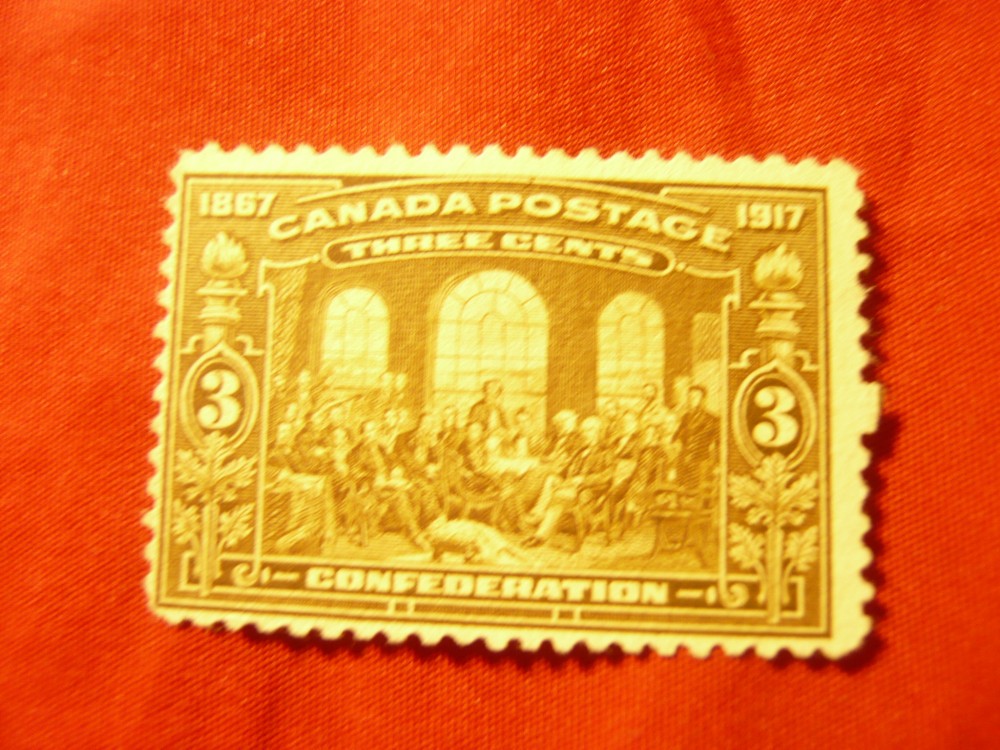 1867 CANADA POSTAGE 1917
THREE CENTS
3 3
CONFEDERATION